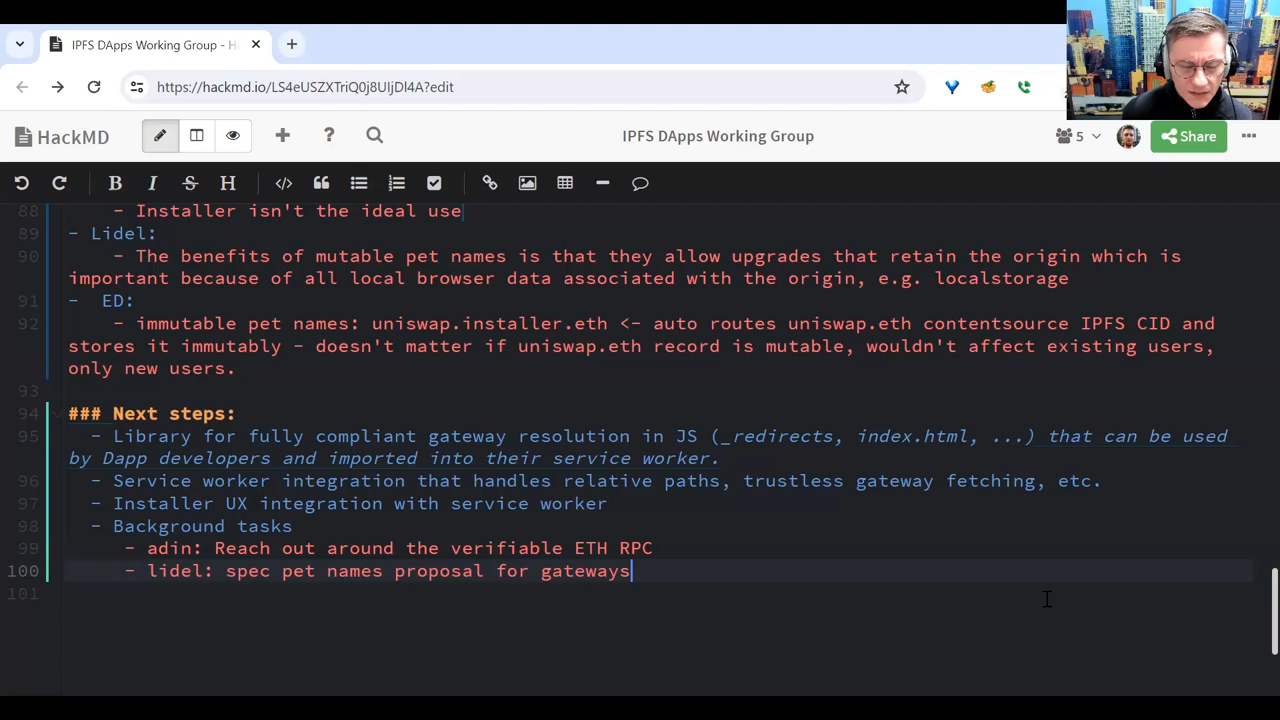 IPFS DApps Working Group - H
https://hackmd.io/LS4eUSZXTriQ0j8UIjDl4A?edit
HackMD
IPFS DApps Working Group
5
Share
B I S H
88 - Installer isn't the ideal use
89 - Lidel:
90 - The benefits of mutable pet names is that they allow upgrades that retain the origin which is
important because of all local browser data associated with the origin, e.g. localstorage
91 - ED:
92 - immutable pet names: uniswap.installer.eth <- auto routes uniswap.eth contentsource IPFS CID and
stores it immutably - doesn't matter if uniswap.eth record is mutable, wouldn't affect existing users,
only new users.
93
94 ### Next steps:
95 - Library for fully compliant gateway resolution in JS (_redirects, index.html, ...) that can be used
by Dapp developers and imported into their service worker.
96 - Service worker integration that handles relative paths, trustless gateway fetching, etc.
97 - Installer UX integration with service worker
98 - Background tasks
99 - adin: Reach out around the verifiable ETH RPC
100 - lidel: spec pet names proposal for gateways
101